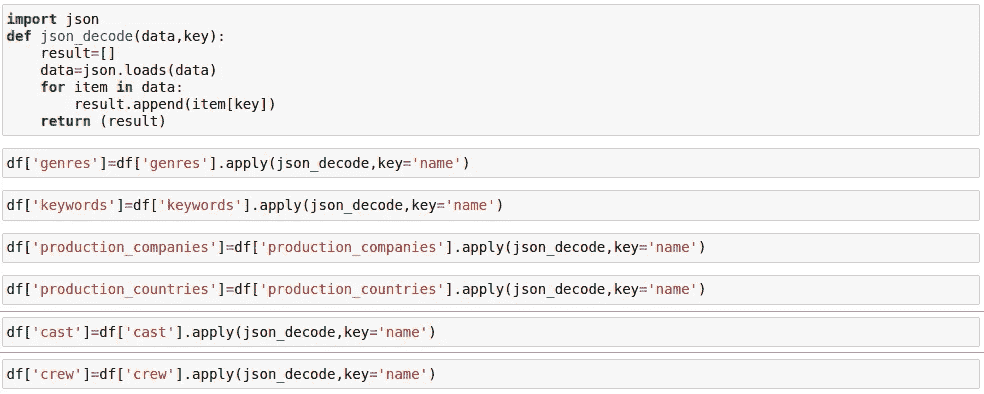 import json
def json_decode(data,key):
    result=[]
    data=json.loads(data)
    for item in data:
        result.append(item[key])
    return (result)
df['genres']=df['genres'].apply(json_decode,key='name')
df['keywords']=df['keywords'].apply(json_decode,key='name')
df['production_companies']=df['production_companies'].apply(json_decode,key='name')
df['production_countries']=df['production_countries'].apply(json_decode,key='name')
df['cast']=df['cast'].apply(json_decode,key='name')
df['crew']=df['crew'].apply(json_decode,key='name')